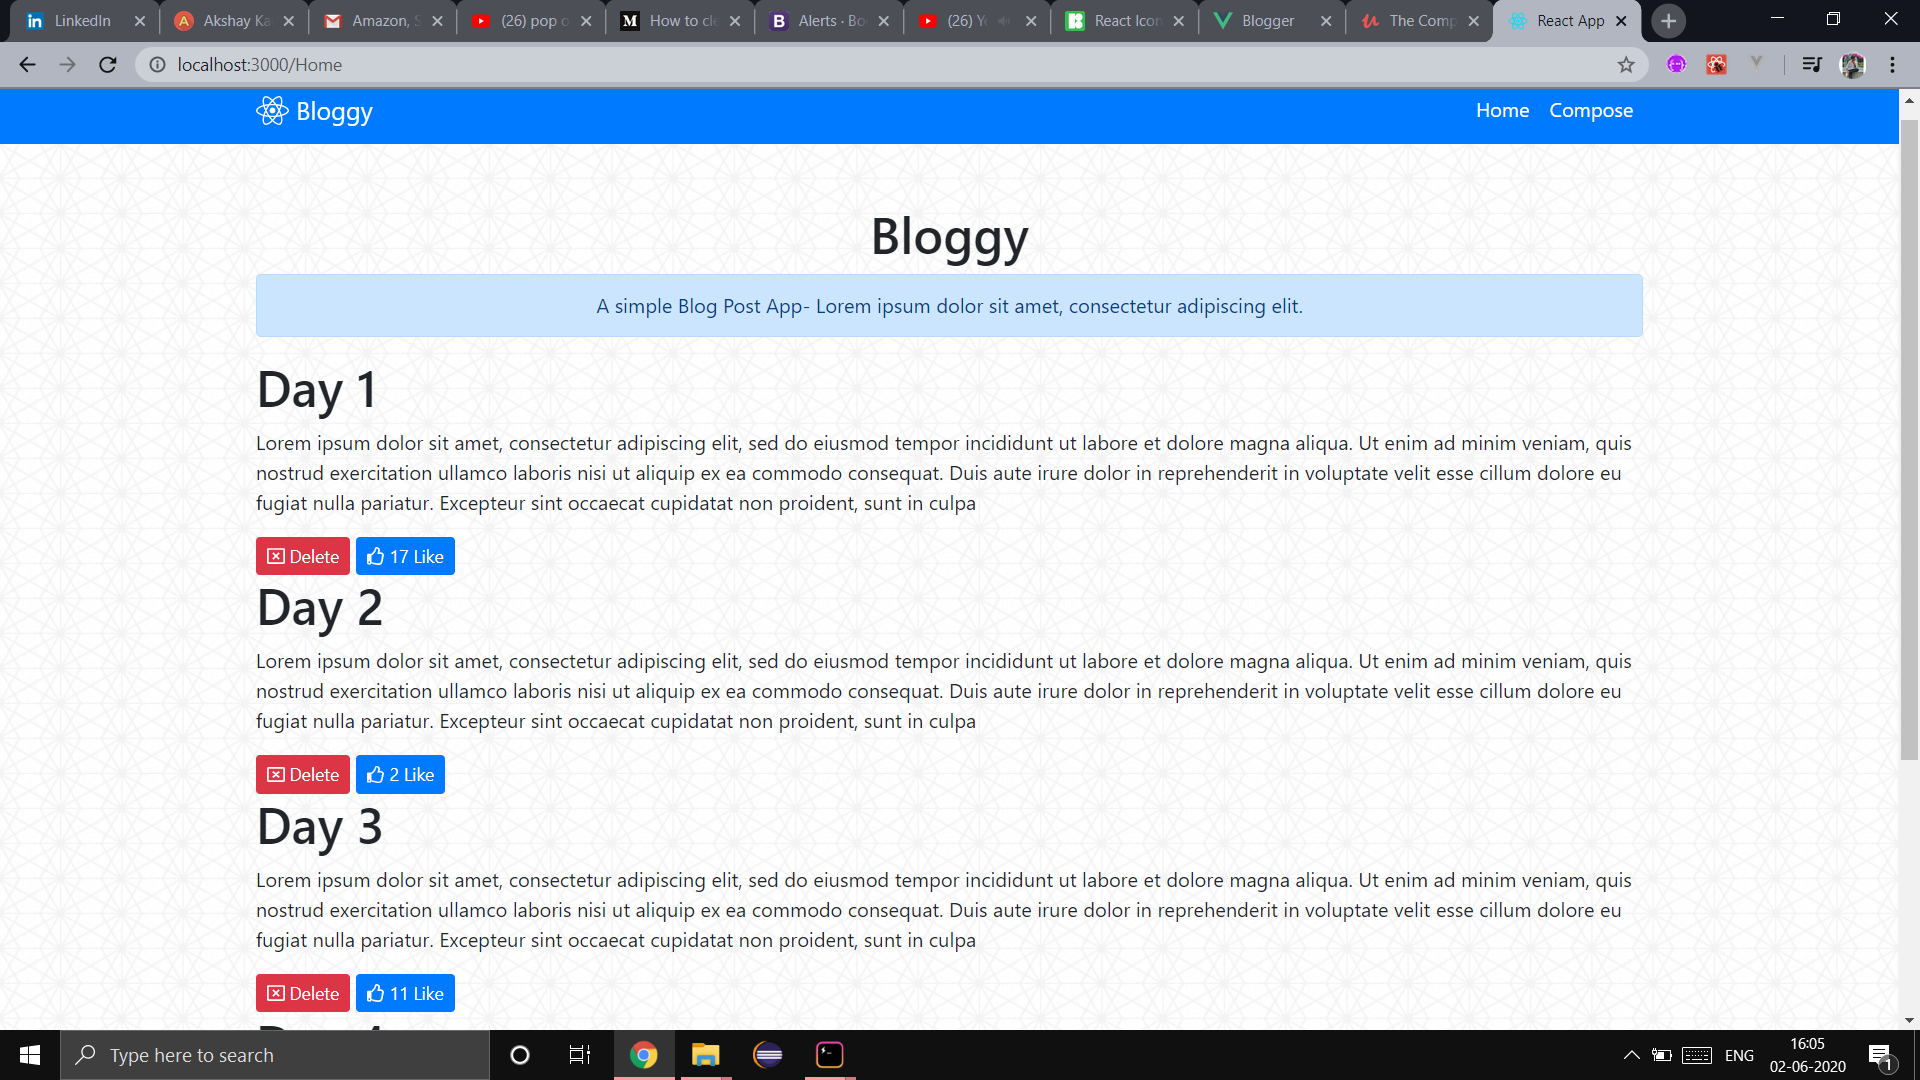 LinkedIn
Akshay Ka
Amazon, S
(26) pop o
How to cle
Alerts · Bo
(26) Ye
React Icon
Blogger
The Comp
React App
localhost:3000/Home
Bloggy
Home
Compose
Bloggy
A simple Blog Post App- Lorem ipsum dolor sit amet, consectetur adipiscing elit.
Day 1
Lorem ipsum dolor sit amet, consectetur adipiscing elit, sed do eiusmod tempor incididunt ut labore et dolore magna aliqua. Ut enim ad minim veniam, quis
nostrud exercitation ullamco laboris nisi ut aliquip ex ea commodo consequat. Duis aute irure dolor in reprehenderit in voluptate velit esse cillum dolore eu
fugiat nulla pariatur. Excepteur sint occaecat cupidatat non proident, sunt in culpa
Delete
17 Like
Day 2
Lorem ipsum dolor sit amet, consectetur adipiscing elit, sed do eiusmod tempor incididunt ut labore et dolore magna aliqua. Ut enim ad minim veniam, quis
nostrud exercitation ullamco laboris nisi ut aliquip ex ea commodo consequat. Duis aute irure dolor in reprehenderit in voluptate velit esse cillum dolore eu
fugiat nulla pariatur. Excepteur sint occaecat cupidatat non proident, sunt in culpa
Delete
2 Like
Day 3
Lorem ipsum dolor sit amet, consectetur adipiscing elit, sed do eiusmod tempor incididunt ut labore et dolore magna aliqua. Ut enim ad minim veniam, quis
nostrud exercitation ullamco laboris nisi ut aliquip ex ea commodo consequat. Duis aute irure dolor in reprehenderit in voluptate velit esse cillum dolore eu
fugiat nulla pariatur. Excepteur sint occaecat cupidatat non proident, sunt in culpa
Delete
11 Like
Type here to search
ENG
16:05
02-06-2020
1